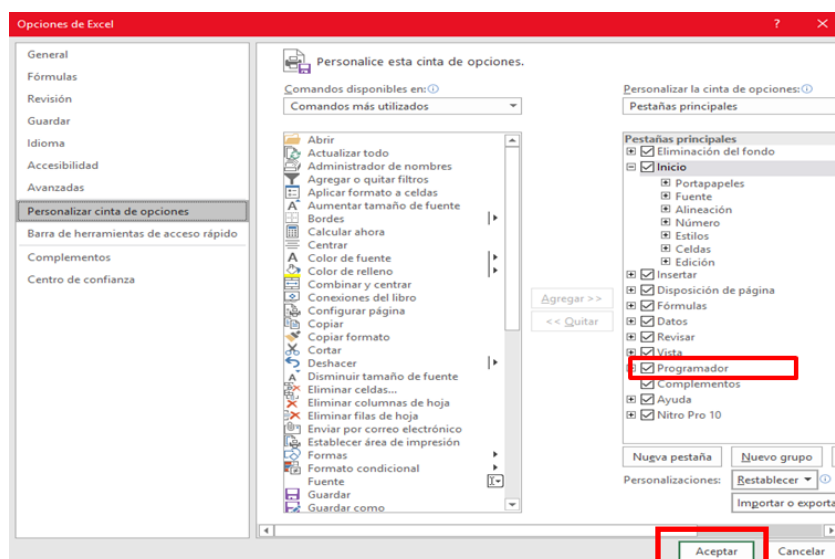 Opciones de Excel
?
General
Fórmulas
Revisión
Guardar
Idioma
Accesibilidad
Avanzadas
Personalizar cinta de opciones
Barra de herramientas de acceso rápido
Complementos
Centro de confianza
Personalice esta cinta de opciones.
Comandos disponibles en:
Comandos más utilizados
Abrir
Actualizar todo
Administrador de nombres
Agregar o quitar filtros
Aplicar formato a celdas
Aumentar tamaño de fuente
Bordes
Calcular ahora
Centrar
Color de fuente
Color de relleno
Combinar y centrar
Conexiones del libro
Configurar página
Copiar
Copiar formato
Cortar
Deshacer
Disminuir tamaño de fuente
Eliminar celdas...
Eliminar columnas de hoja
Eliminar filas de hoja
Enviar por correo electrónico
Establecer área de impresión
Formas
Formato condicional
Fuente
Guardar
Guardar como
Agregar >>
<< Quitar
Personalizar la cinta de opciones:
Pestañas principales
Pestañas principales
Eliminación del fondo
Inicio
Portapapeles
Fuente
Alineación
Número
Estilos
Celdas
Edición
Insertar
Disposición de página
Fórmulas
Datos
Revisar
Vista
Programador
Complementos
Ayuda
Nitro Pro 10
Nueva pestaña
Nuevo grupo
Personalizaciones:
Restablecer
Importar o exporta
Aceptar
Cancelar